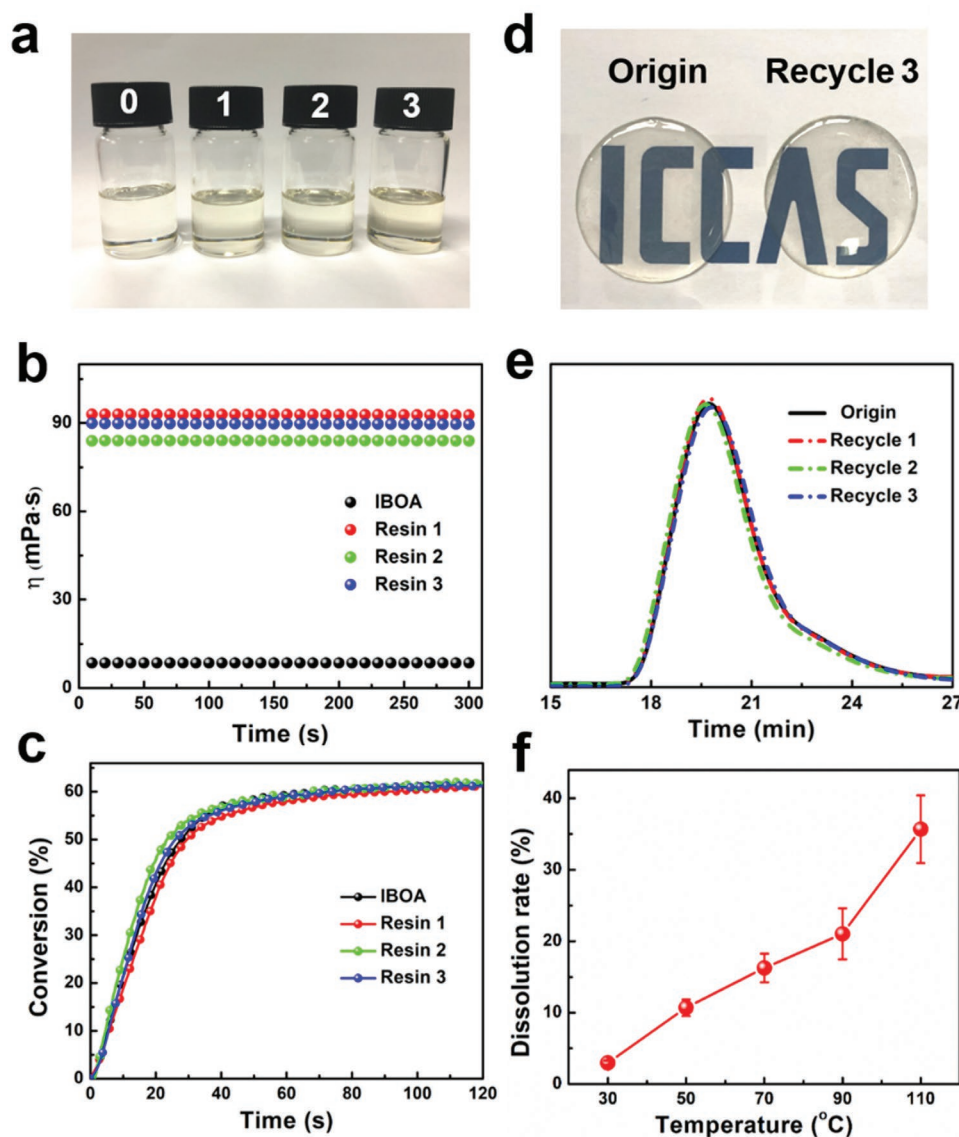 a
0 1 2 3
d
Origin Recycle 3
ICCAS
b
η (mPa·s)
90
60
30
0
IBOA
Resin 1
Resin 2
Resin 3
0 50 100 150 200 250 300
Time (s)
e
Origin
Recycle 1
Recycle 2
Recycle 3
15 18 21 24 27
Time (min)
c
Conversion (%)
60
50
40
30
20
10
0
IBOA
Resin 1
Resin 2
Resin 3
0 20 40 60 80 100 120
Time (s)
f
Dissolution rate (%)
40
30
20
10
0
30 50 70 90 110
Temperature (°C)